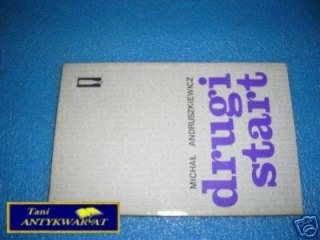 MICHAŁ ANDRUSZKIEWICZ
drugi
start
Tani
ANTYKWARIAT